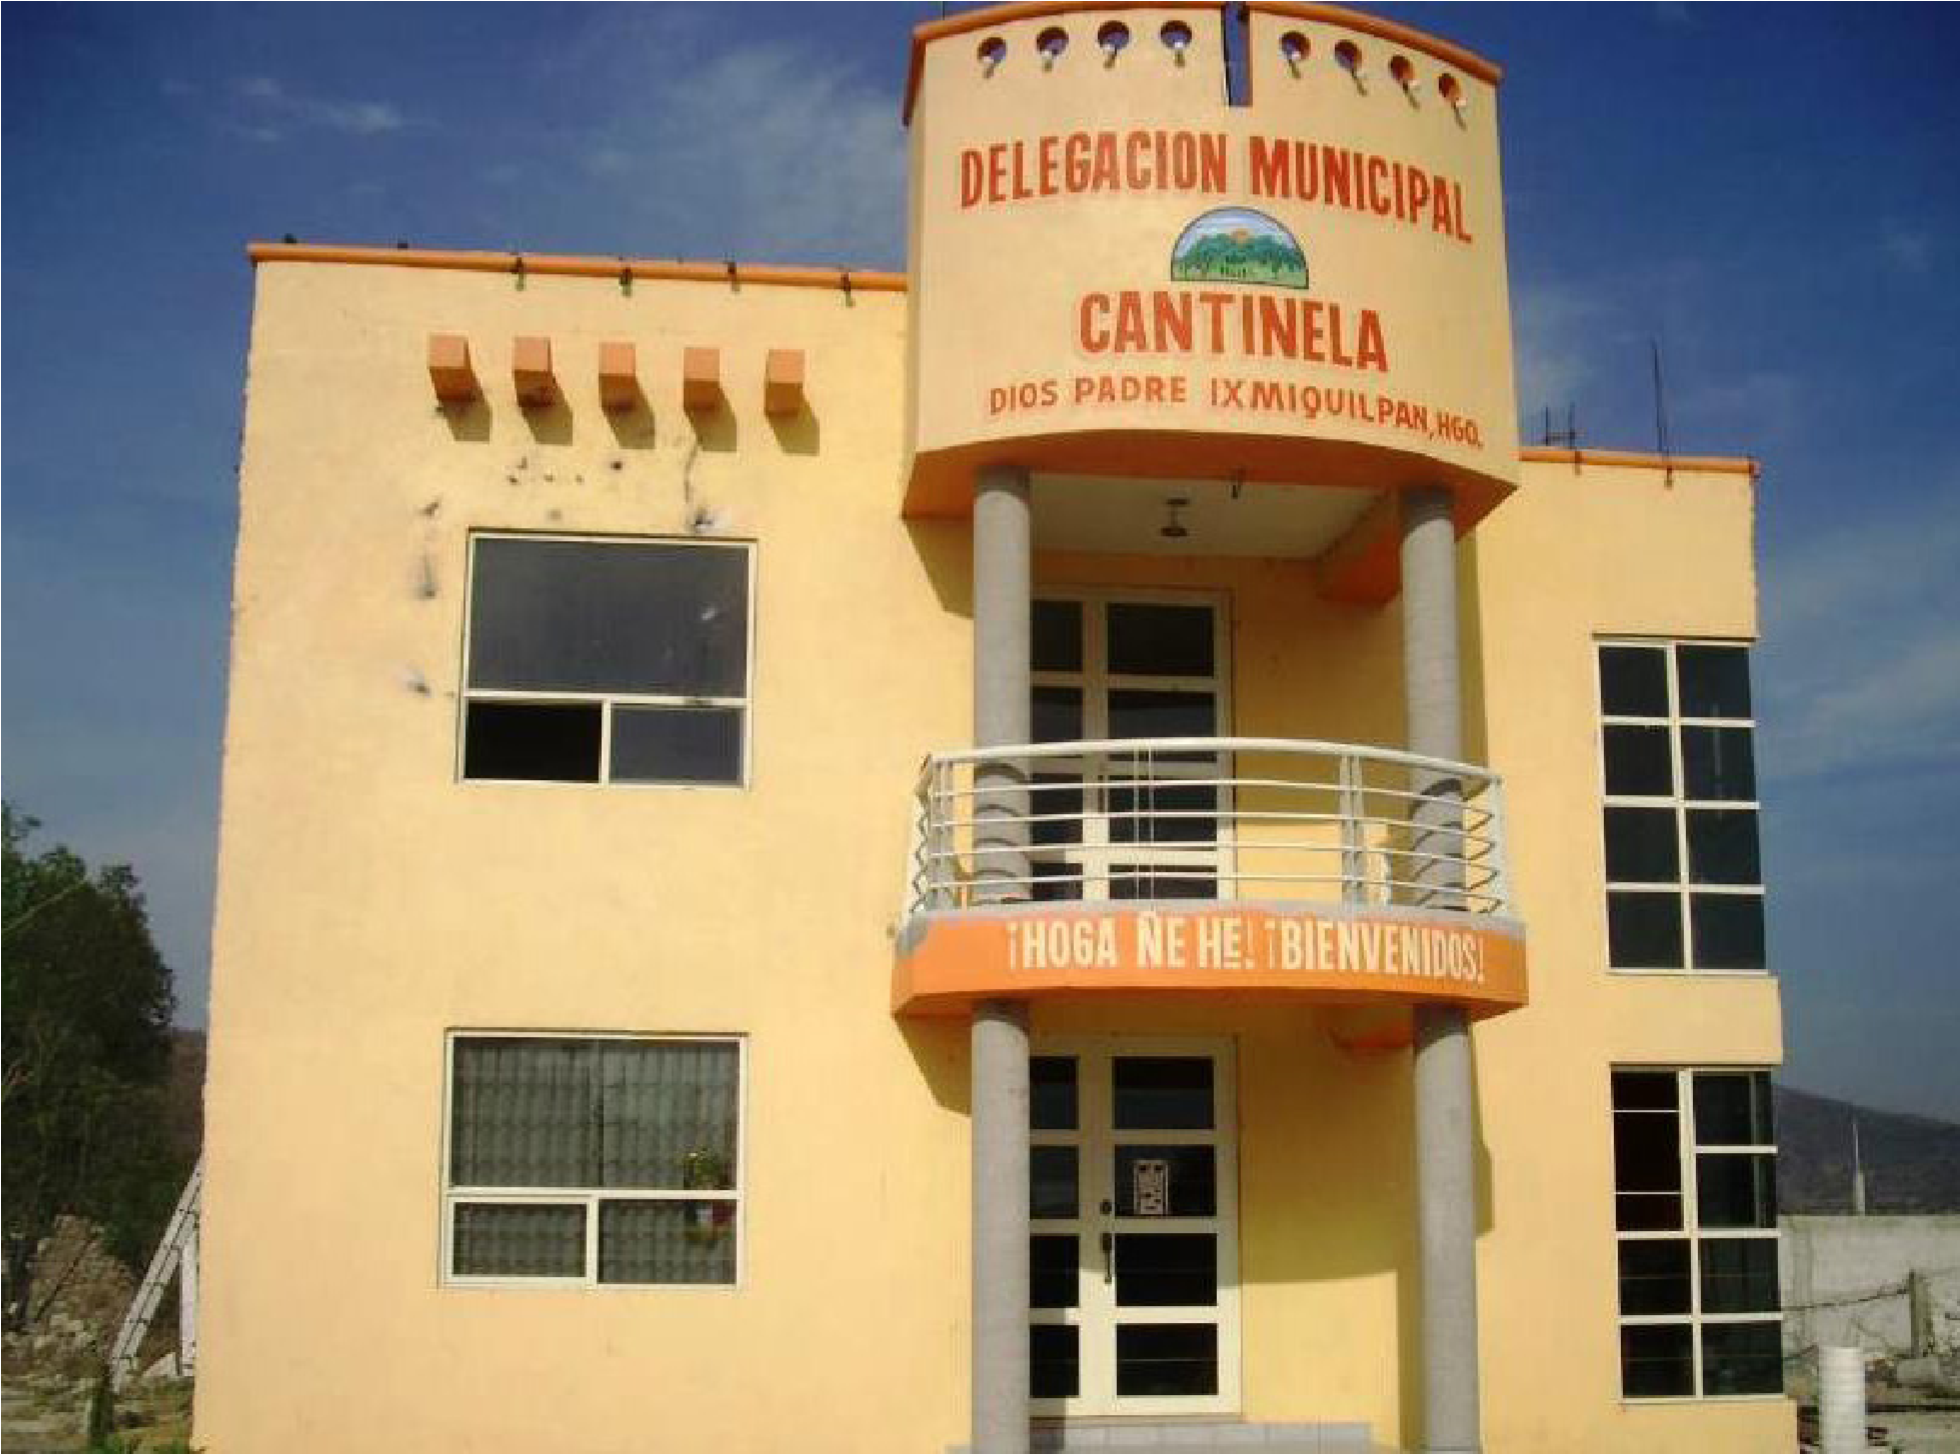 DELEGACION MUNICIPAL
CANTINELA
DIOS PADRE IXMIQUILPAN, HGO.
¡HOGA ÑE HE! ¡BIENVENIDOS!